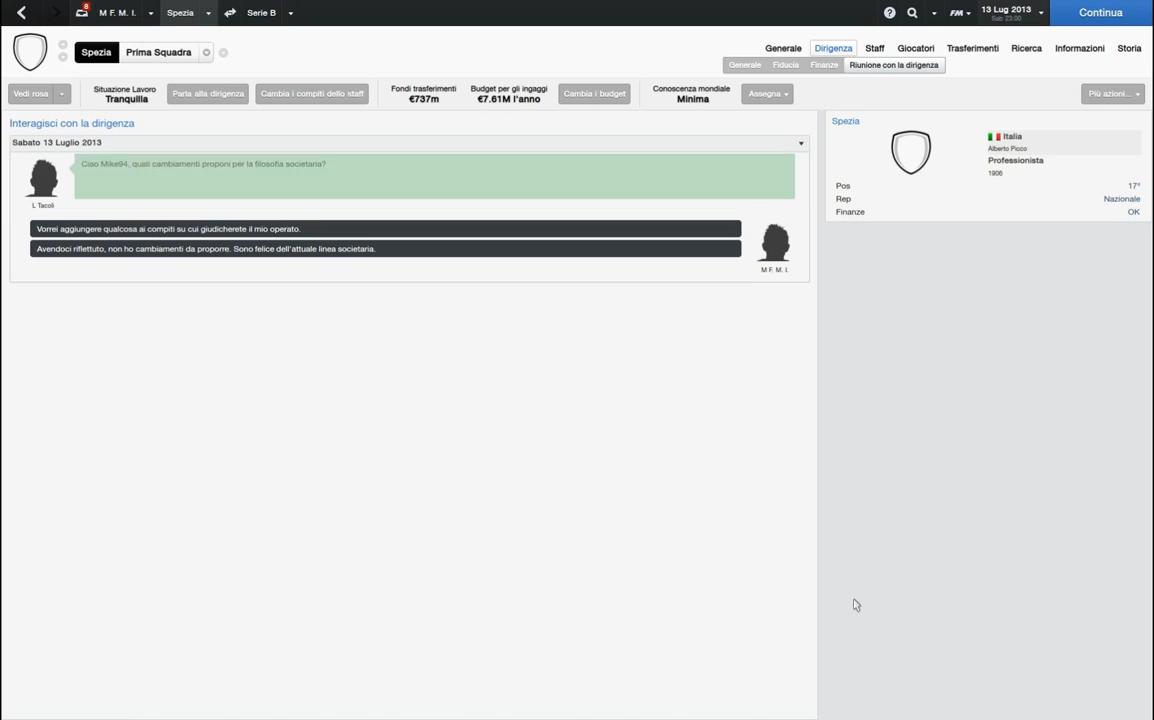 8
M F. M. I.
Spezia
Serie B
FM
13 Lug 2013
Sab 23:00
Continua
Spezia
Prima Squadra
Generale
Dirigenza
Staff
Giocatori
Trasferimenti
Ricerca
Informazioni
Storia
Generale
Fiducia
Finanze
Riunione con la dirigenza
Vedi rosa
Situazione Lavoro
Tranquilla
Parla alla dirigenza
Cambia i compiti dello staff
Fondi trasferimenti
€737m
Budget per gli ingaggi
€7.61M l'anno
Cambia i budget
Conoscenza mondiale
Minima
Assegna
Più azioni...
Interagisci con la dirigenza
Sabato 13 Luglio 2013
Ciao Mike94, quali cambiamenti proponi per la filosofia societaria?
L Tacoli
Vorrei aggiungere qualcosa ai compiti su cui giudicherete il mio operato.
Avendoci riflettuto, non ho cambiamenti da proporre. Sono felice dell'attuale linea societaria.
M F. M. I.
Spezia
Italia
Alberto Picco
Professionista
1906
Pos
17°
Rep
Nazionale
Finanze
OK